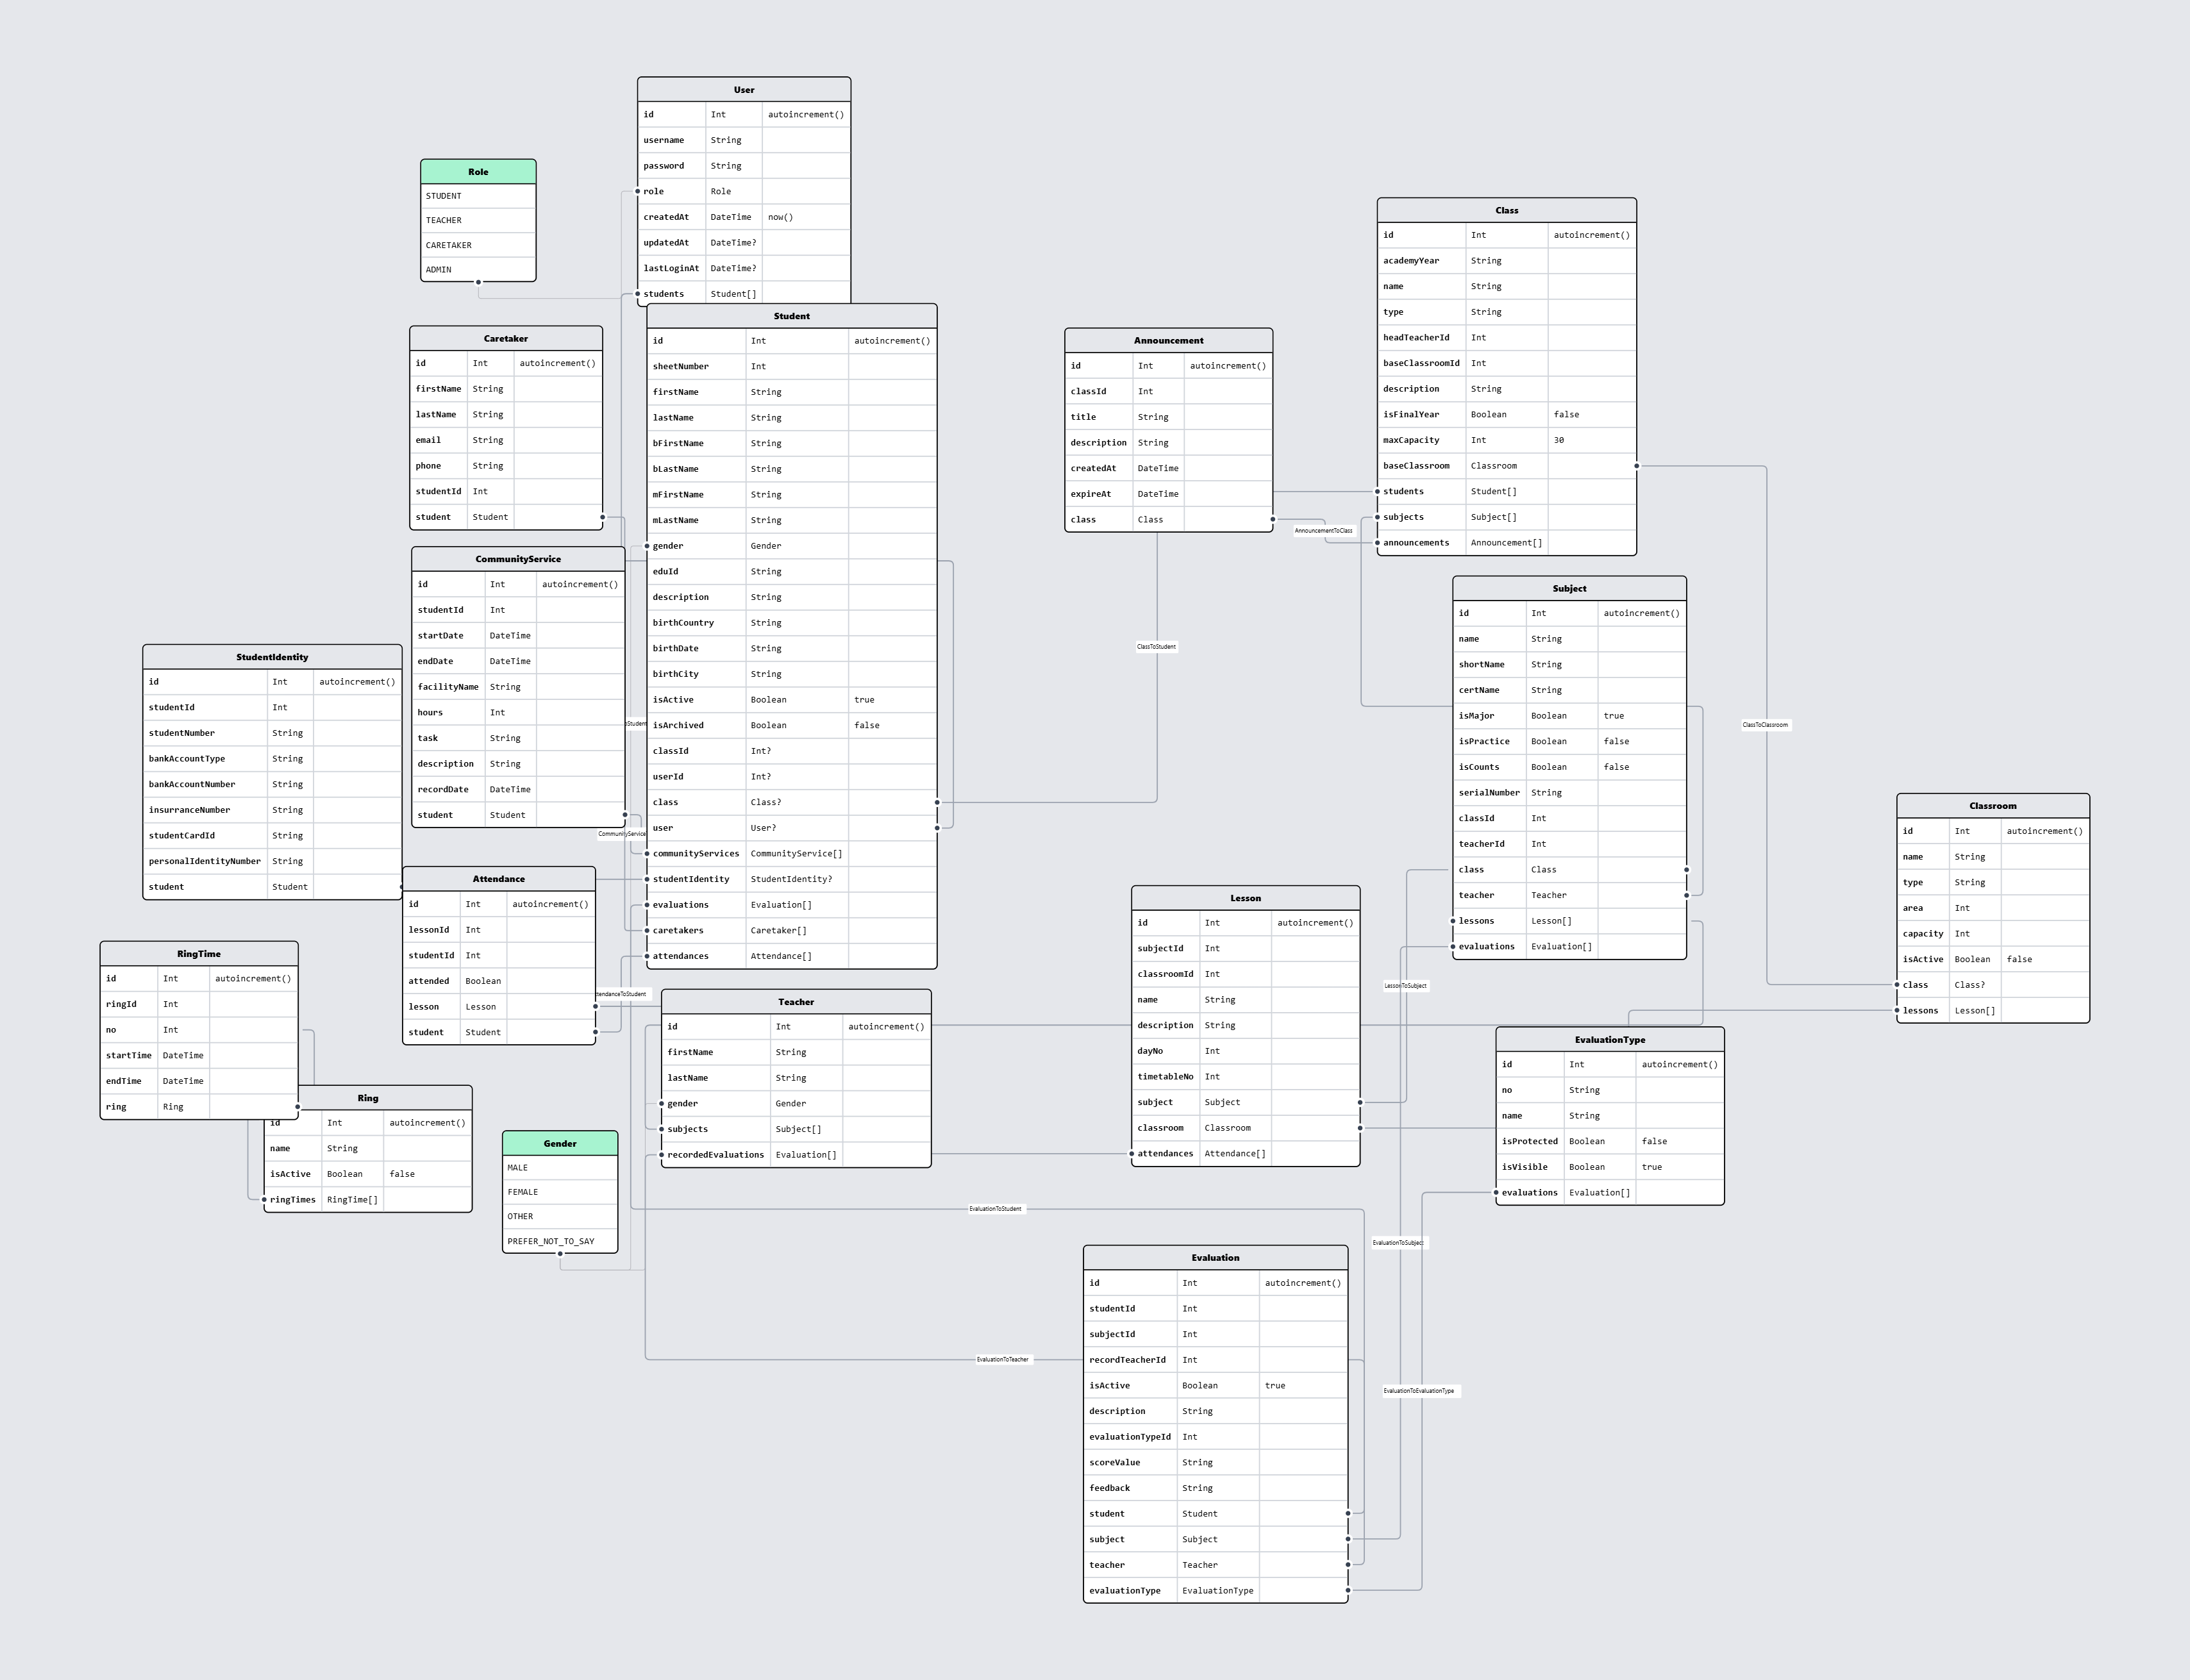 User
id Int autoincrement()
username String
password String
role Role
createdAt DateTime now()
updatedAt DateTime?
lastLoginAt DateTime?
students Student[]
Role
STUDENT
TEACHER
CARETAKER
ADMIN
Class
id Int autoincrement()
academyYear String
name String
type String
headTeacherId Int
baseClassroomId Int
description String
isFinalYear Boolean false
maxCapacity Int 30
baseClassroom Classroom
students Student[]
subjects Subject[]
announcements Announcement[]
Student
id Int autoincrement()
sheetNumber Int
firstName String
lastName String
bFirstName String
bLastName String
mFirstName String
mLastName String
gender Gender
eduId String
description String
birthCountry String
birthDate String
birthCity String
isActive Boolean true
isArchived Boolean false
classId Int?
userId Int?
class Class?
user User?
communityServices CommunityService[]
studentIdentity StudentIdentity?
evaluations Evaluation[]
caretakers Caretaker[]
attendances Attendance[]
Caretaker
id Int autoincrement()
firstName String
lastName String
email String
phone String
studentId Int
student Student
Announcement
id Int autoincrement()
classId Int
title String
description String
createdAt DateTime
expireAt DateTime
class Class
AnnouncementToClass
CommunityService
id Int autoincrement()
studentId Int
startDate DateTime
endDate DateTime
facilityName String
hours Int
task String
description String
recordDate DateTime
student Student
Subject
id Int autoincrement()
name String
shortName String
certName String
isMajor Boolean true
isPractice Boolean false
isCounts Boolean false
serialNumber String
classId Int
teacherId Int
class Class
teacher Teacher
lessons Lesson[]
evaluations Evaluation[]
StudentIdentity
id Int autoincrement()
studentId Int
studentNumber String
bankAccountType String
bankAccountNumber String
insurranceNumber String
studentCardId String
personalIdentityNumber String
student Student
ClassToStudent
oStudent
ClassToClassroom
CommunityService
Classroom
id Int autoincrement()
name String
type String
area Int
capacity Int
isActive Boolean false
class Class?
lessons Lesson[]
Attendance
id Int autoincrement()
lessonId Int
studentId Int
attended Boolean
lesson Lesson
student Student
tendanceToStudent
Lesson
id Int autoincrement()
subjectId Int
classroomId Int
name String
description String
dayNo Int
timetableNo Int
subject Subject
classroom Classroom
attendances Attendance[]
LessonToSubject
RingTime
id Int autoincrement()
ringId Int
no Int
startTime DateTime
endTime DateTime
ring Ring
Teacher
id Int autoincrement()
firstName String
lastName String
gender Gender
subjects Subject[]
recordedEvaluations Evaluation[]
EvaluationType
id Int autoincrement()
no String
name String
isProtected Boolean false
isVisible Boolean true
evaluations Evaluation[]
Ring
id Int autoincrement()
name String
isActive Boolean false
ringTimes RingTime[]
Gender
MALE
FEMALE
OTHER
PREFER_NOT_TO_SAY
EvaluationToStudent
EvaluationToSubject
Evaluation
id Int autoincrement()
studentId Int
subjectId Int
recordTeacherId Int
isActive Boolean true
description String
evaluationTypeId Int
scoreValue String
feedback String
student Student
subject Subject
teacher Teacher
evaluationType EvaluationType
EvaluationToTeacher
EvaluationToEvaluationType